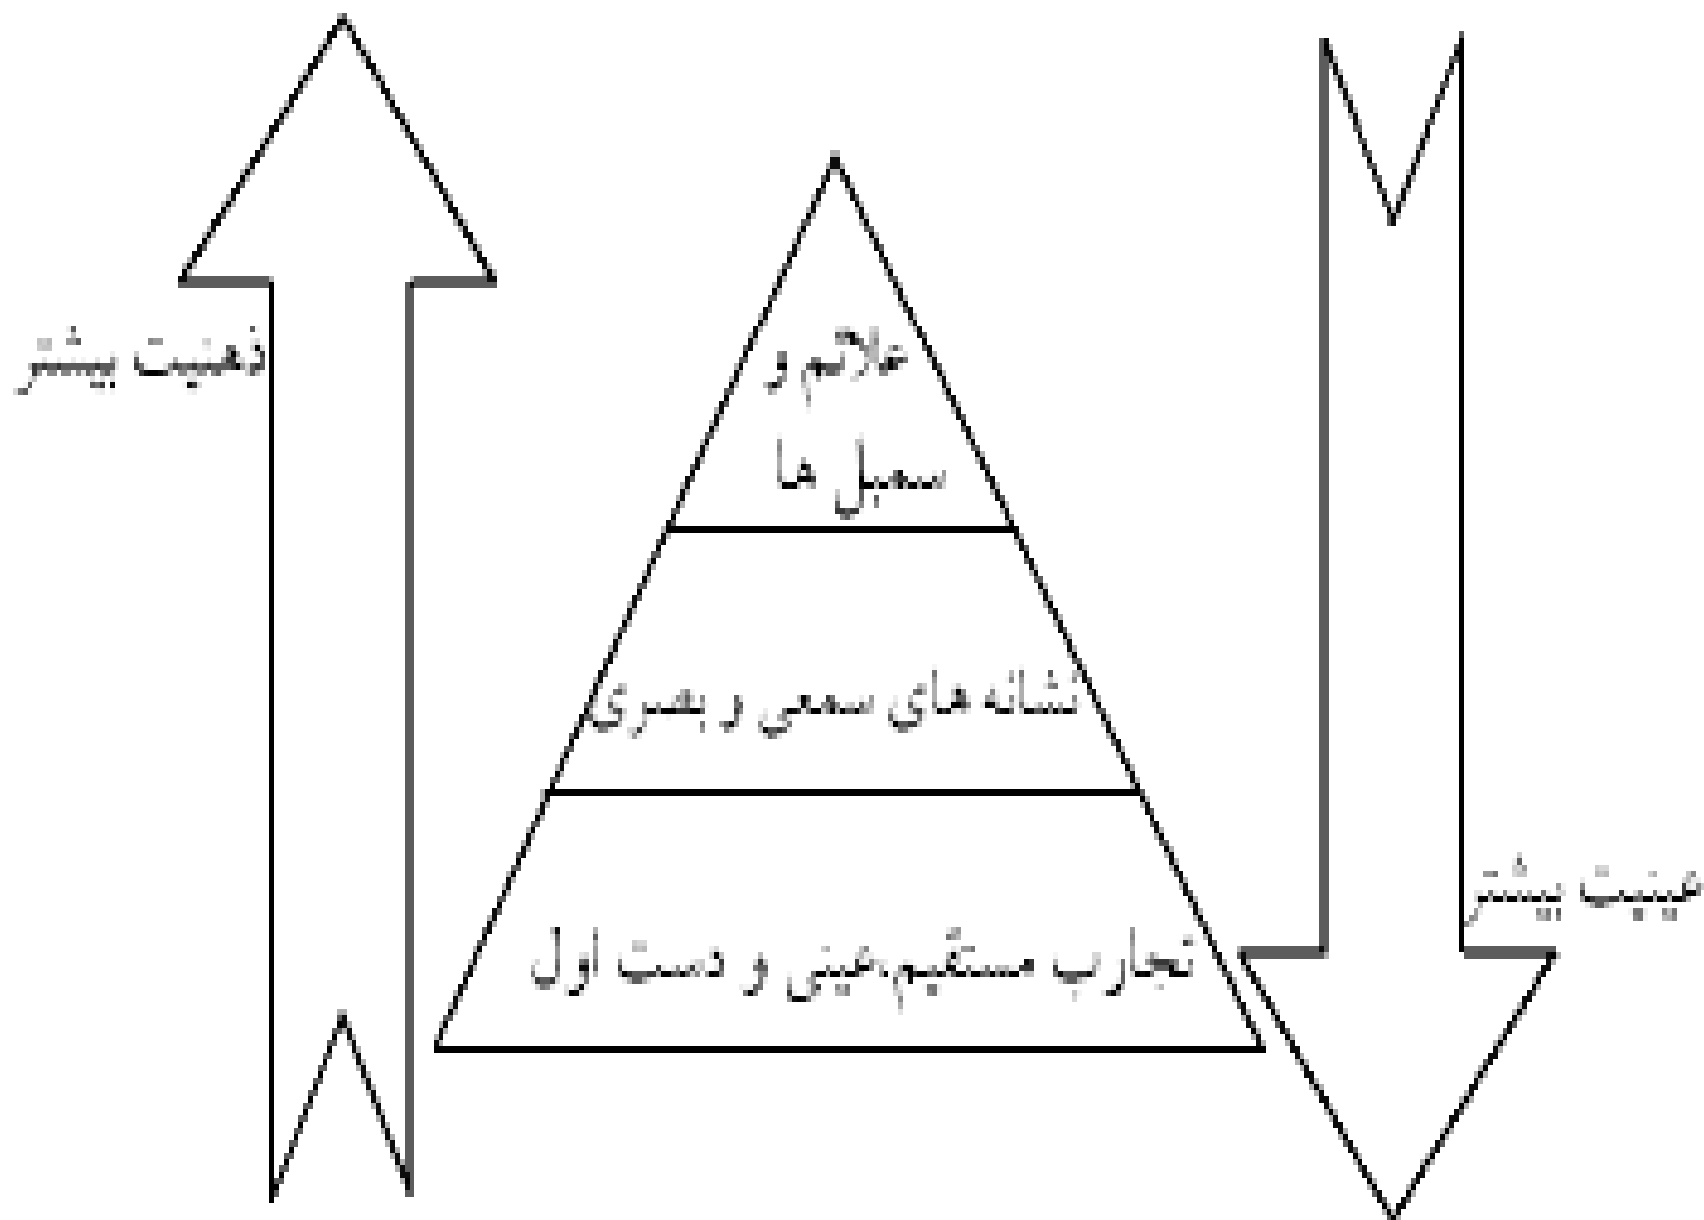 ذهنیت بیشتر
علائم و
سمبل ها
نشانه های سمعی و بصری
تجارب مستقیم،عینی و دست اول
عینیت بیشتر